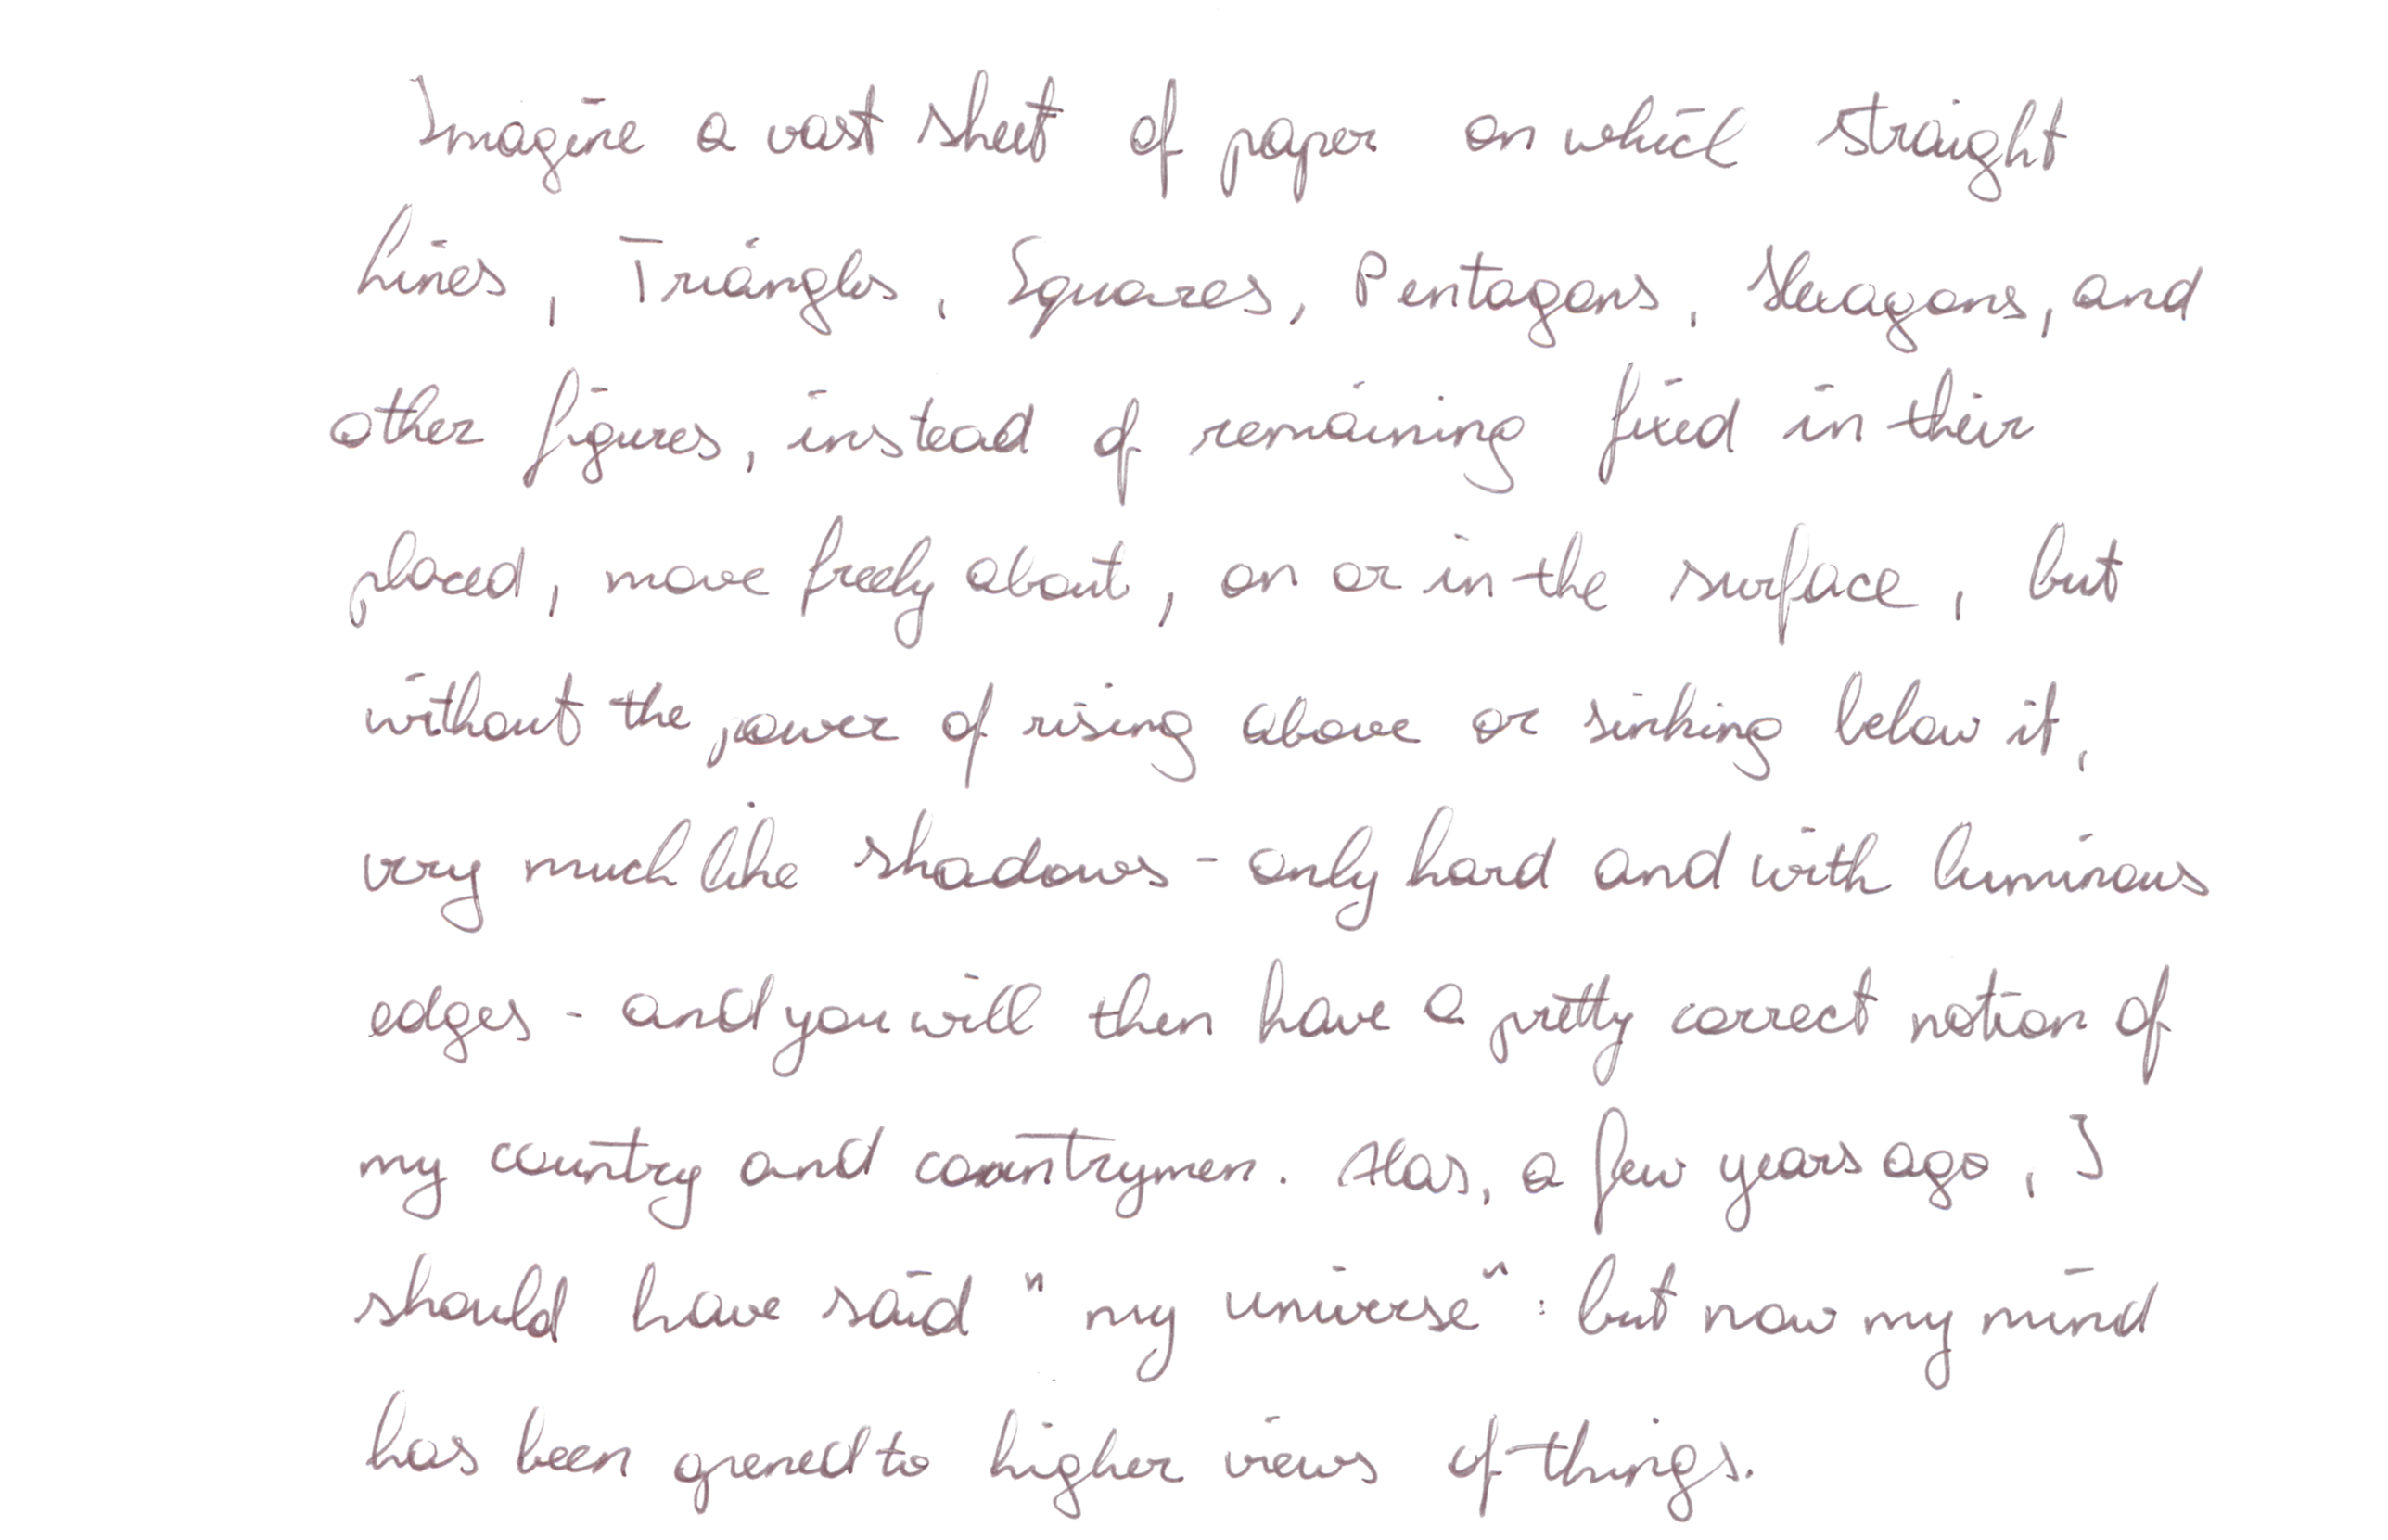 Imagine a vast sheet of paper on which straight
Lines, Triangles, Squares, Pentagons, Hexagons, and
other figures, instead of remaining fixed in their
placed, move freely about, on or in the surface, but
without the power of rising above or sinking below it,
very much like shadows - only hard and with luminous
edges - and you will then have a pretty correct notion of
my country and countrymen. Alas, a few years ago, I
should have said "my universe": but now my mind
has been opened to higher views of things.